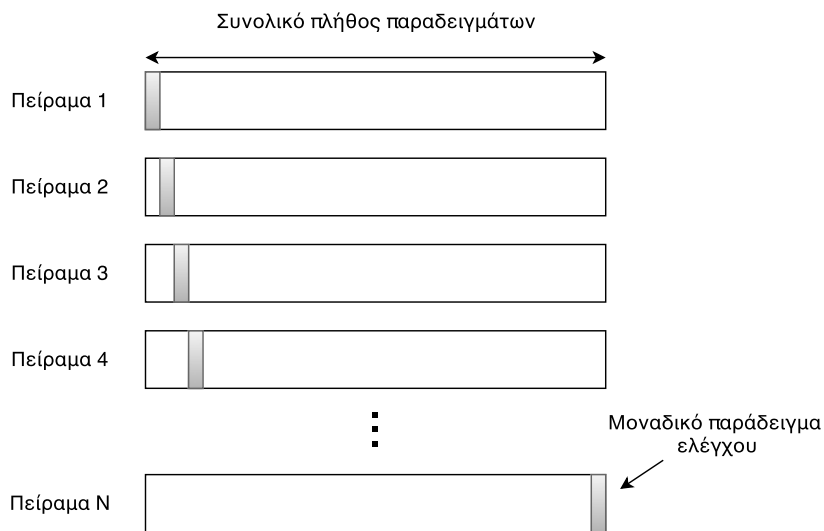 Συνολικό πλήθος παραδειγμάτων
Πείραμα 1
Πείραμα 2
Πείραμα 3
Πείραμα 4
Μοναδικό παράδειγμα
ελέγχου
Πείραμα N